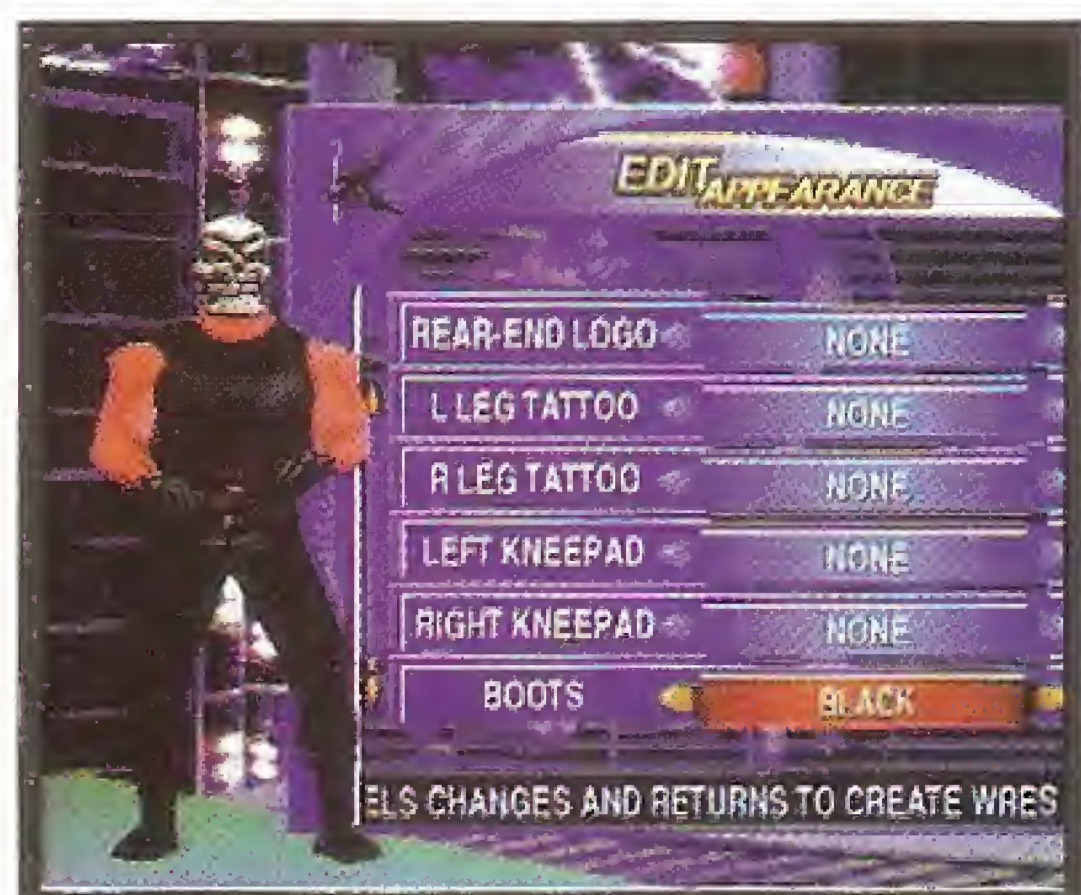 EDIT APPEARANCE
REAR-END LOGO NONE
L LEG TATTOO NONE
R LEG TATTOO NONE
LEFT KNEEPAD NONE
RIGHT KNEEPAD NONE
BOOTS BLACK
ELS CHANGES AND RETURNS TO CREATE WRES